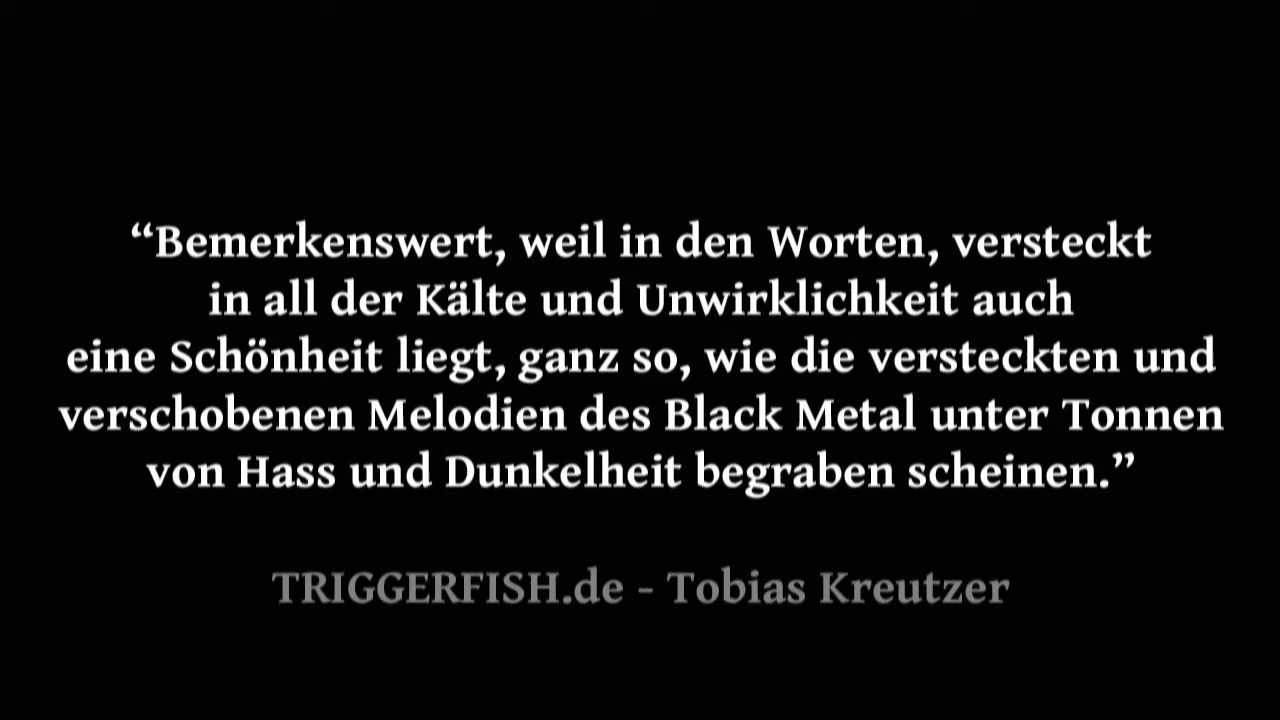 “Bemerkenswert, weil in den Worten, versteckt
in all der Kälte und Unwirklichkeit auch
eine Schönheit liegt, ganz so, wie die versteckten und
verschobenen Melodien des Black Metal unter Tonnen
von Hass und Dunkelheit begraben scheinen.”
TRIGGERFISH.de - Tobias Kreutzer